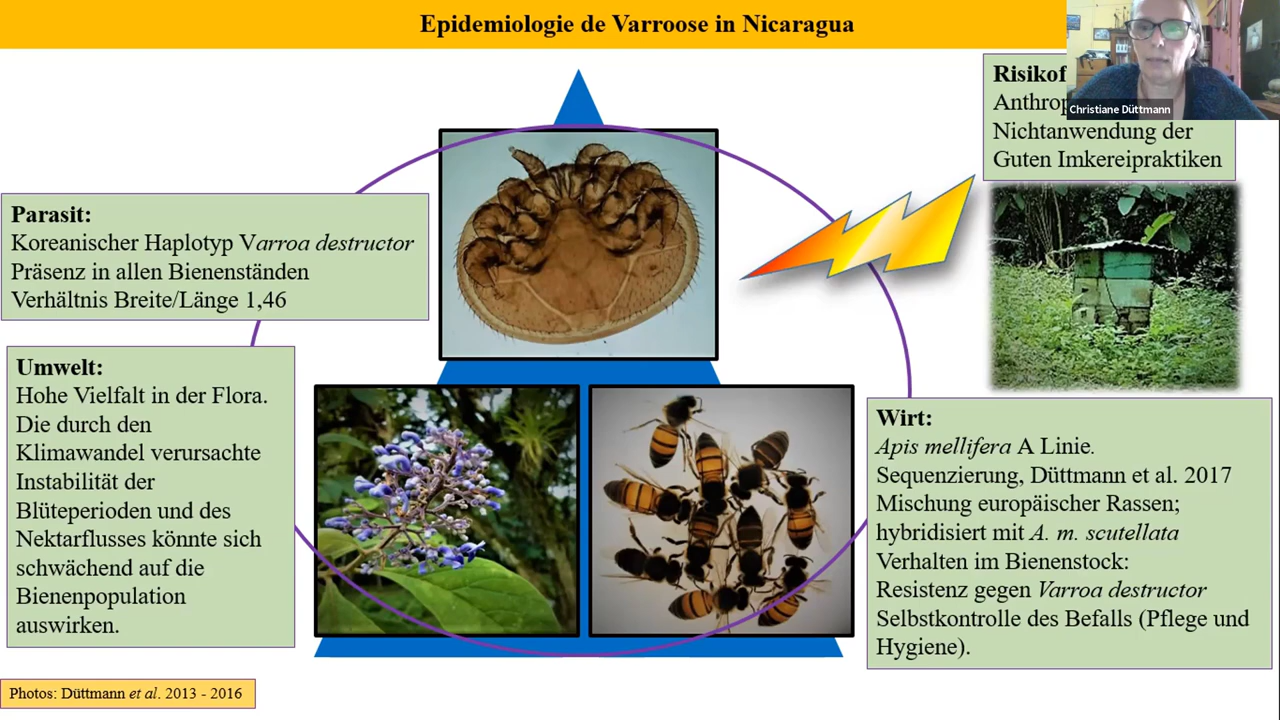 Epidemiologie de Varroose in Nicaragua
Christiane Düttmann
Nichtanwendung der
Guten Imkereipraktiken
Parasit:
Koreanischer Haplotyp Varroa destructor
Präsenz in allen Bienenständen
Verhältnis Breite/Länge 1,46
Umwelt:
Hohe Vielfalt in der Flora.
Die durch den
Klimawandel verursachte
Instabilität der
Blüteperioden und des
Nektarflusses könnte sich
schwächend auf die
Bienenpopulation
auswirken.
Wirt:
Apis mellifera A Linie.
Sequenzierung, Düttmann et al. 2017
Mischung europäischer Rassen;
hybridisiert mit A. m. scutellata
Verhalten im Bienenstock:
Resistenz gegen Varroa destructor
Selbstkontrolle des Befalls (Pflege und
Hygiene).
Photos: Düttmann et al. 2013 - 2016